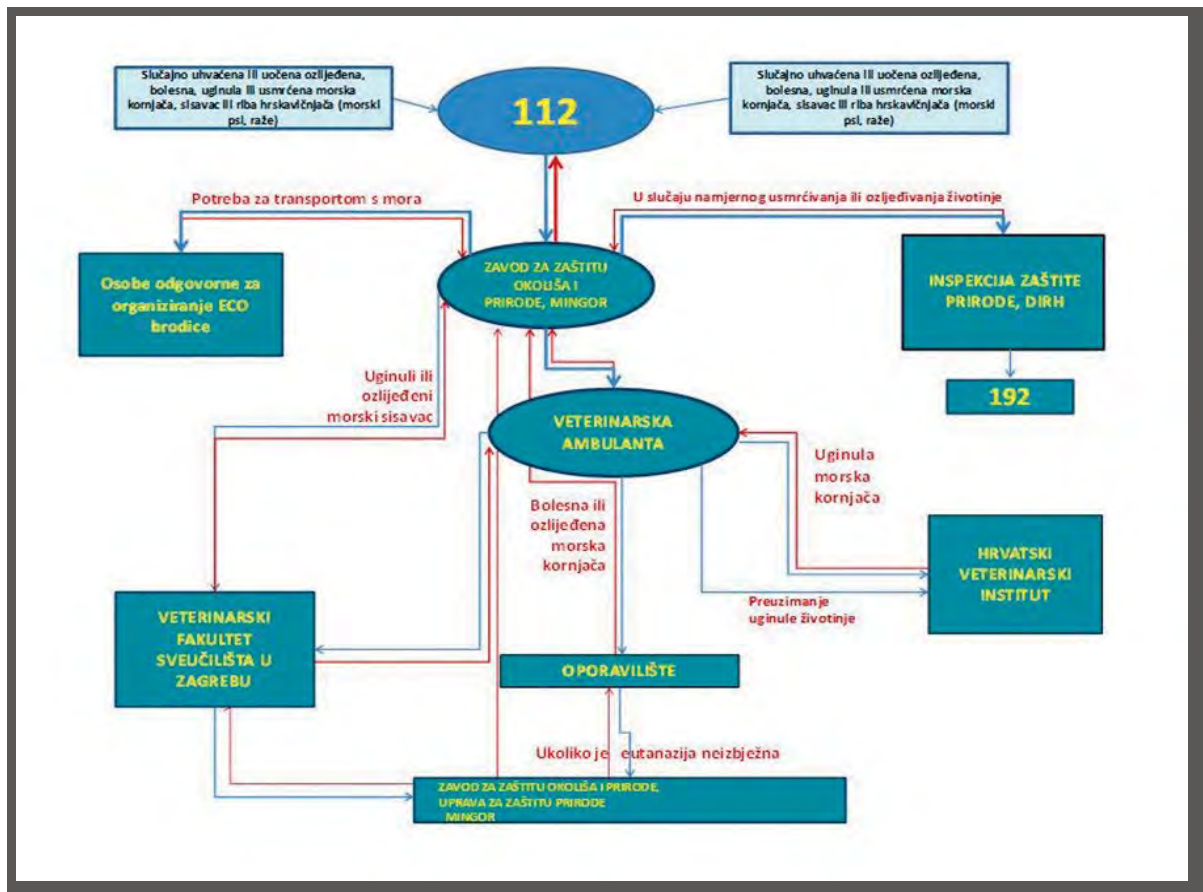 Slučajno uhvaćena ili uočena ozlijeđena,
bolesna, uginula ili usmrćena morska
kornjača, sisavac ili riba hrskavičnjača (morski
psi, raže)
112
Slučajno uhvaćena ili uočena ozlijeđena,
bolesna, uginula ili usmrćena morska
kornjača, sisavac ili riba hrskavičnjača (morski
psi, raže)
Potreba za transportom s mora
U slučaju namjernog usmrćivanja ili ozljeđivanja životinje
Osobe odgovorne za
organiziranje ECO
brodice
ZAVOD ZA ZAŠTITU
OKOLIŠA I
PRIRODE, MINGOR
INSPEKCIJA ZAŠTITE
PRIRODE, DIRH
192
Uginuli ili
ozlijeđeni
morski sisavac
VETERINARSKA
AMBULANTA
Uginula
morska
kornjača
Bolesna ili
ozlijeđena
morska
kornjača
HRVATSKI
VETERINARSKI
INSTITUT
Preuzimanje
uginule životinje
VETERINARSKI
FAKULTET
SVEUČILIŠTA U
ZAGREBU
OPORAVILIŠTE
Ukoliko je eutanazija neizbježna
ZAVOD ZA ZAŠTITU OKOLIŠA I PRIRODE,
UPRAVA ZA ZAŠTITU PRIRODE
MINGOR